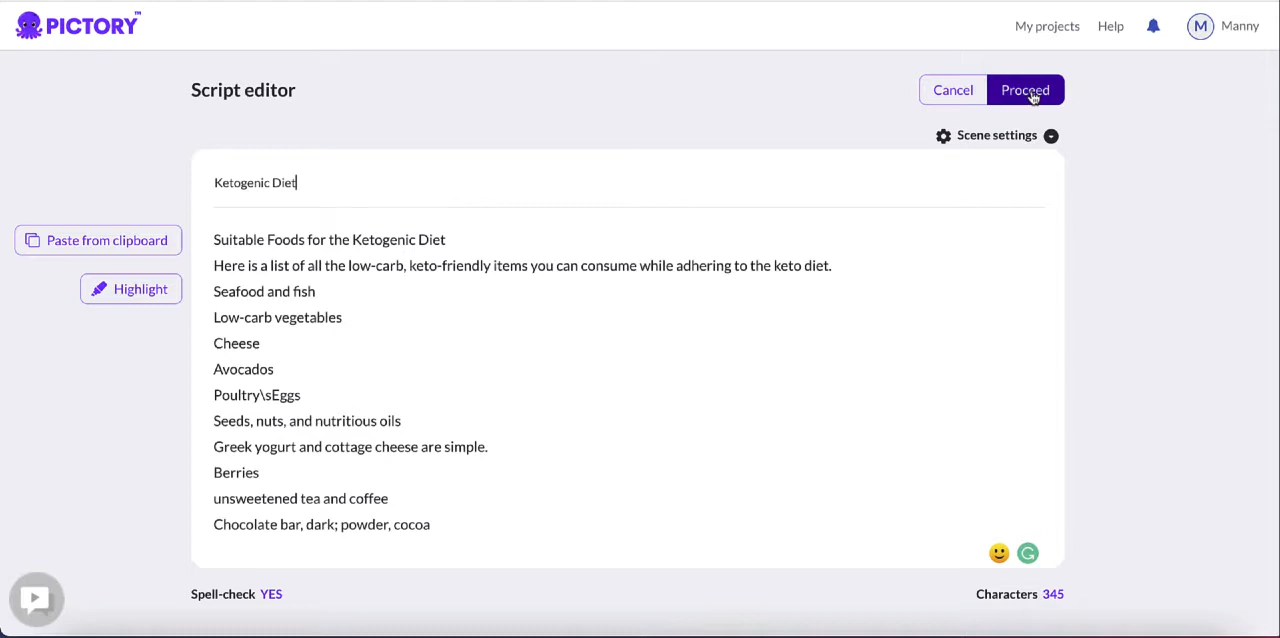 PICTORY™
My projects Help M Manny
Script editor
Cancel Proceed
Scene settings
Ketogenic Diet
Paste from clipboard
Highlight
Suitable Foods for the Ketogenic Diet
Here is a list of all the low-carb, keto-friendly items you can consume while adhering to the keto diet.
Seafood and fish
Low-carb vegetables
Cheese
Avocados
Poultry\sEggs
Seeds, nuts, and nutritious oils
Greek yogurt and cottage cheese are simple.
Berries
unsweetened tea and coffee
Chocolate bar, dark; powder, cocoa
Spell-check YES
Characters 345